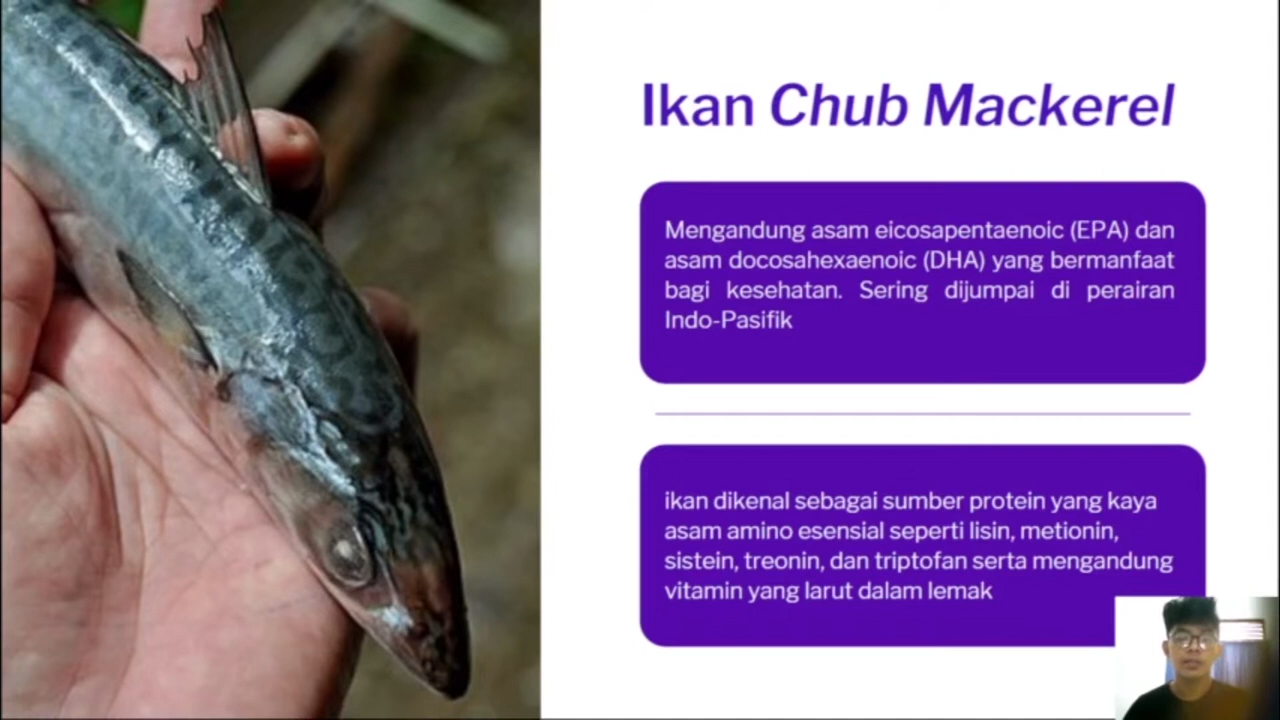 Ikan Chub Mackerel
Mengandung asam eicosapentaenoic (EPA) dan
asam docosahexaenoic (DHA) yang bermanfaat
bagi kesehatan. Sering dijumpai di perairan
Indo-Pasifik
ikan dikenal sebagai sumber protein yang kaya
asam amino esensial seperti lisin, metionin,
sistein, treonin, dan triptofan serta mengandung
vitamin yang larut dalam lemak